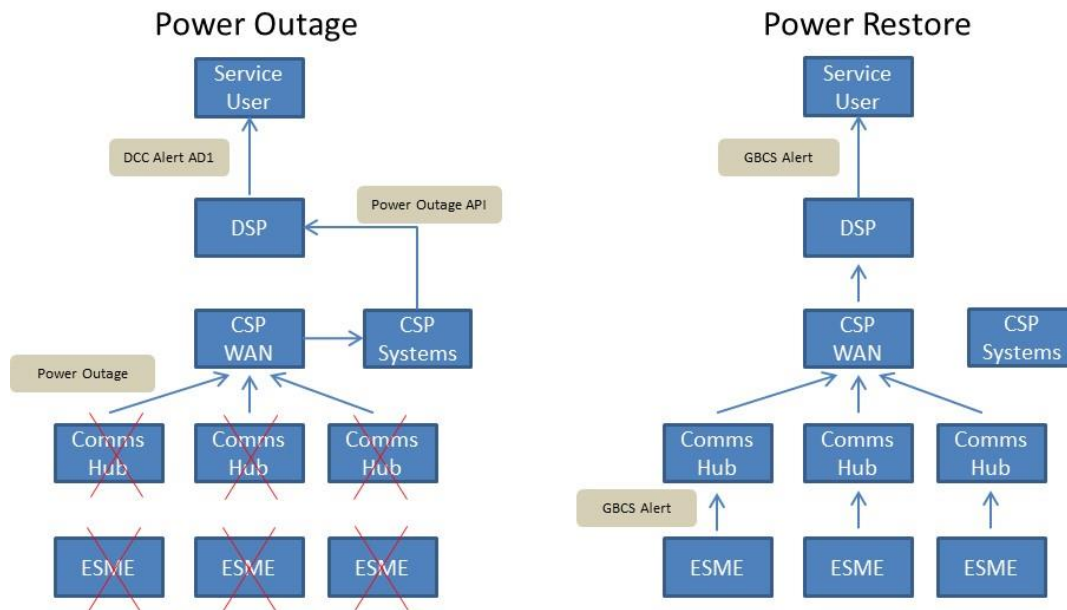 Power Outage
Service
User
DCC Alert AD1
DSP
Power Outage API
CSP
WAN
CSP
Systems
Power Outage
Comms
Hub
Comms
Hub
Comms
Hub
ESME
ESME
ESME
Power Restore
Service
User
GBCS Alert
DSP
CSP
WAN
CSP
Systems
Comms
Hub
Comms
Hub
Comms
Hub
GBCS Alert
ESME
ESME
ESME